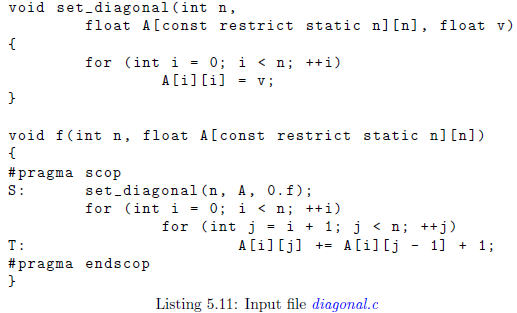 void set_diagonal(int n,
        float A[const restrict static n][n], float v)
{
        for (int i = 0; i < n; ++i)
                A[i][i] = v;
}

void f(int n, float A[const restrict static n][n])
{
#pragma scop
S:      set_diagonal(n, A, 0.f);
        for (int i = 0; i < n; ++i)
                for (int j = i + 1; j < n; ++j)
T:                      A[i][j] += A[i][j - 1] + 1;
#pragma endscop
}
Listing 5.11: Input file diagonal.c